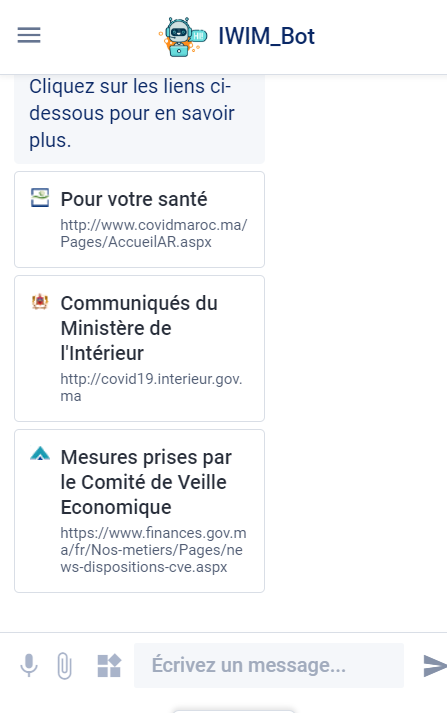 IWIM_Bot
Cliquez sur les liens ci-
dessous pour en savoir
plus.
Pour votre santé
http://www.covidmaroc.ma/
Pages/AccueilAR.aspx
Communiqués du
Ministère de
l'Intérieur
http://covid19.interieur.gov.
ma
Mesures prises par
le Comité de Veille
Economique
https://www.finances.gov.m
a/fr/Nos-metiers/Pages/ne
ws-dispositions-cve.aspx
Écrivez un message...